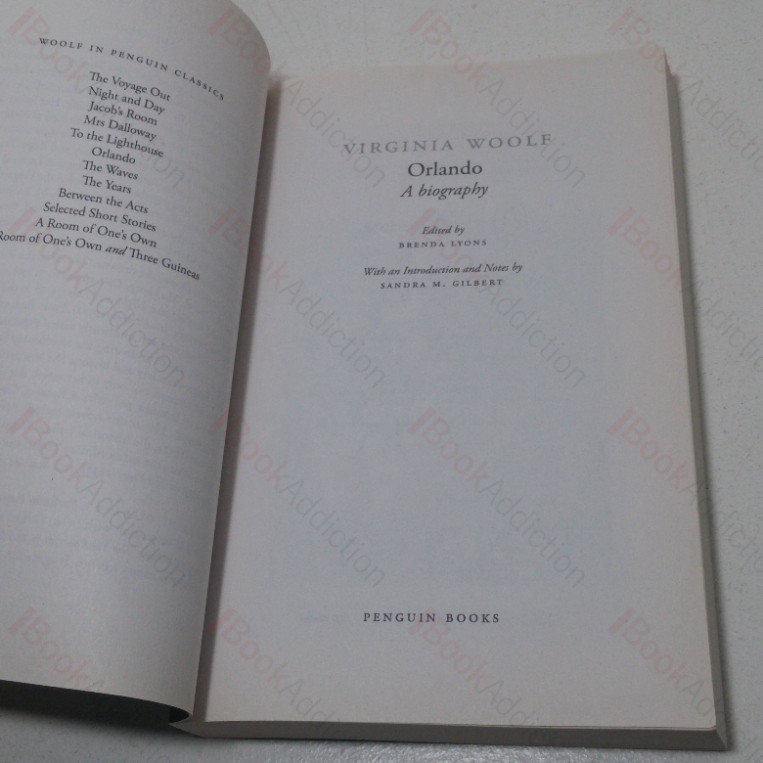 WOOLF IN PENGUIN CLASSICS
The Voyage Out
Night and Day
Jacob's Room
Mrs Dalloway
To the Lighthouse
Orlando
The Waves
The Years
Between the Acts
Selected Short Stories
A Room of One's Own
Room of One's Own and Three Guineas
VIRGINIA WOOLF
Orlando
A biography
Edited by
BRENDA LYONS
With an Introduction and Notes by
SANDRA M. GILBERT
PENGUIN BOOKS
BookAddiction